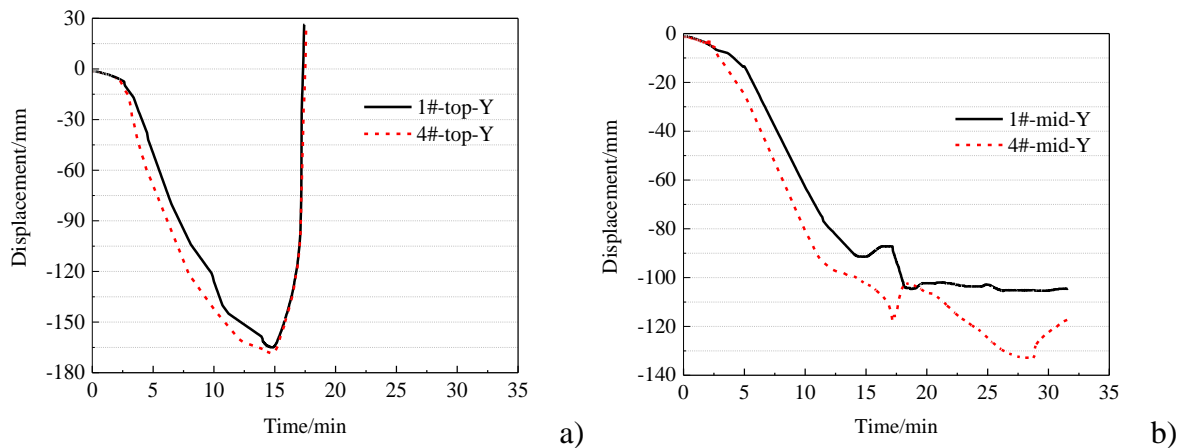 30
0
-30
-60
-90
-120
-150
-180
Displacement/mm
1#-top-Y
4#-top-Y
0 5 10 15 20 25 30 35
Time/min
a)
0
-20
-40
-60
-80
-100
-120
-140
Displacement/mm
1#-mid-Y
4#-mid-Y
0 5 10 15 20 25 30 35
Time/min
b)